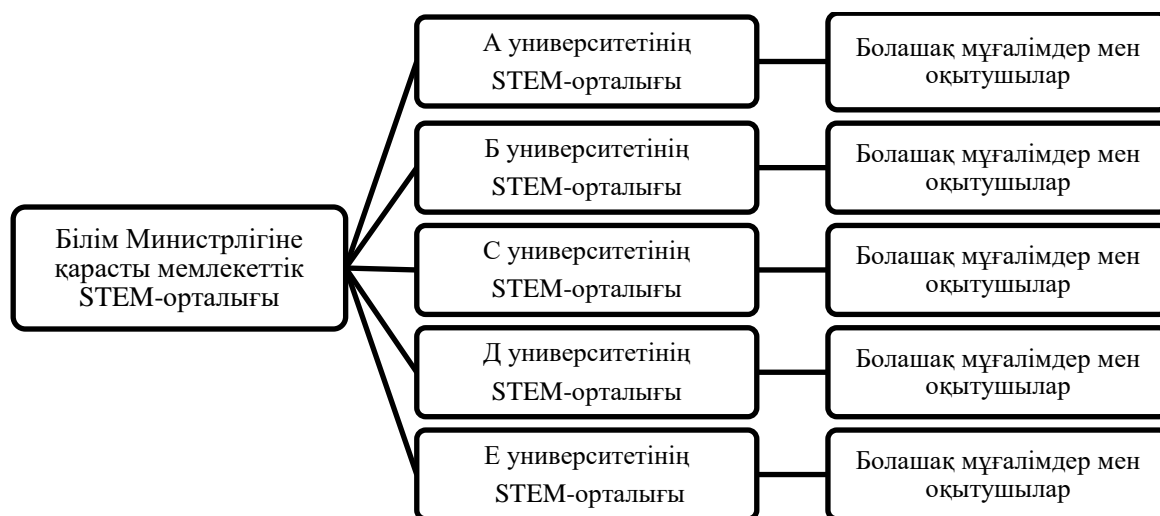 Білім Министрлігіне
қарасты мемлекеттік
STEM-орталығы
А университетінің
STEM-орталығы
Болашақ мұғалімдер мен
оқытушылар
Б университетінің
STEM-орталығы
Болашақ мұғалімдер мен
оқытушылар
С университетінің
STEM-орталығы
Болашақ мұғалімдер мен
оқытушылар
Д университетінің
STEM-орталығы
Болашақ мұғалімдер мен
оқытушылар
Е университетінің
STEM-орталығы
Болашақ мұғалімдер мен
оқытушылар